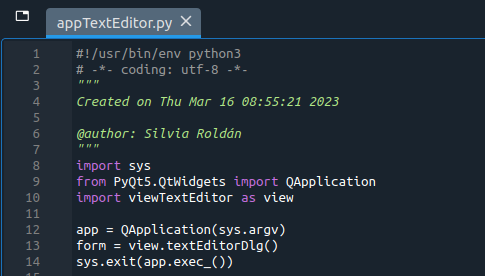 appTextEditor.py ×
1 #!/usr/bin/env python3
2 # -*- coding: utf-8 -*-
3 """
4 Created on Thu Mar 16 08:55:21 2023
5
6 @author: Silvia Roldán
7 """
8 import sys
9 from PyQt5.QtWidgets import QApplication
10 import viewTextEditor as view
11
12 app = QApplication(sys.argv)
13 form = view.textEditorDlg()
14 sys.exit(app.exec_())